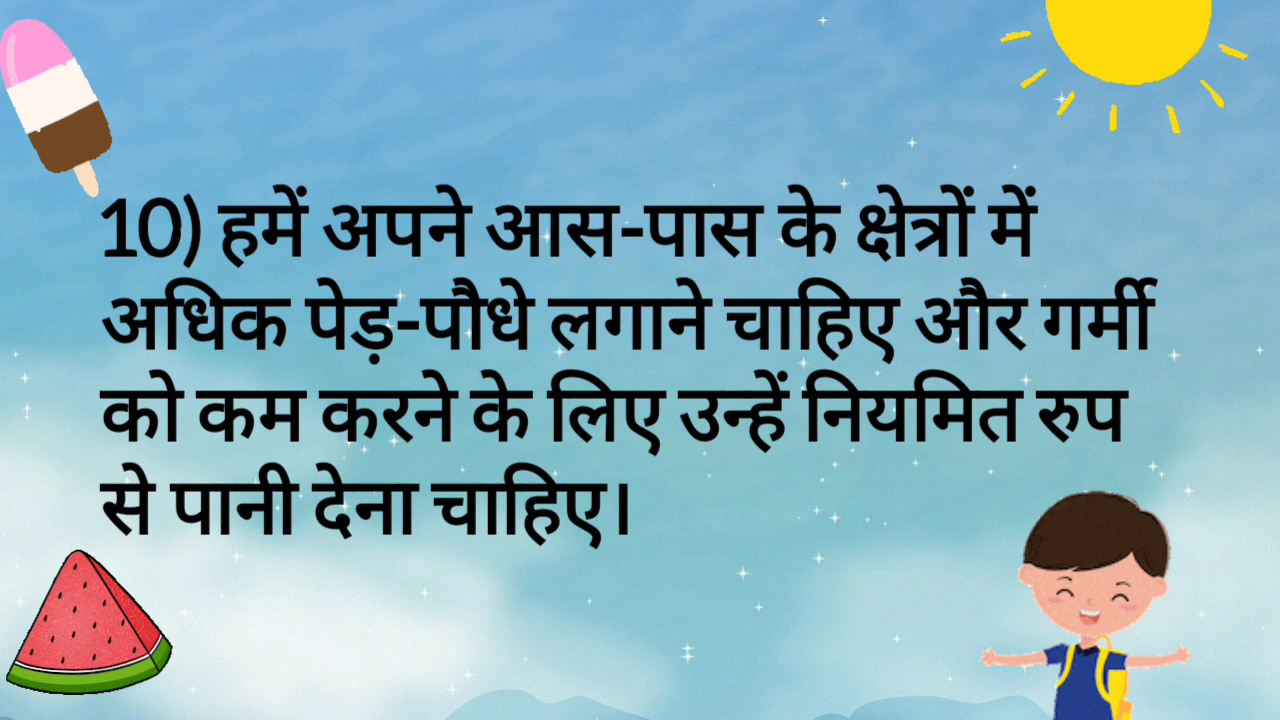 10) हमें अपने आस-पास के क्षेत्रों में
अधिक पेड़-पौधे लगाने चाहिए और गर्मी
को कम करने के लिए उन्हें नियमित रुप
से पानी देना चाहिए।